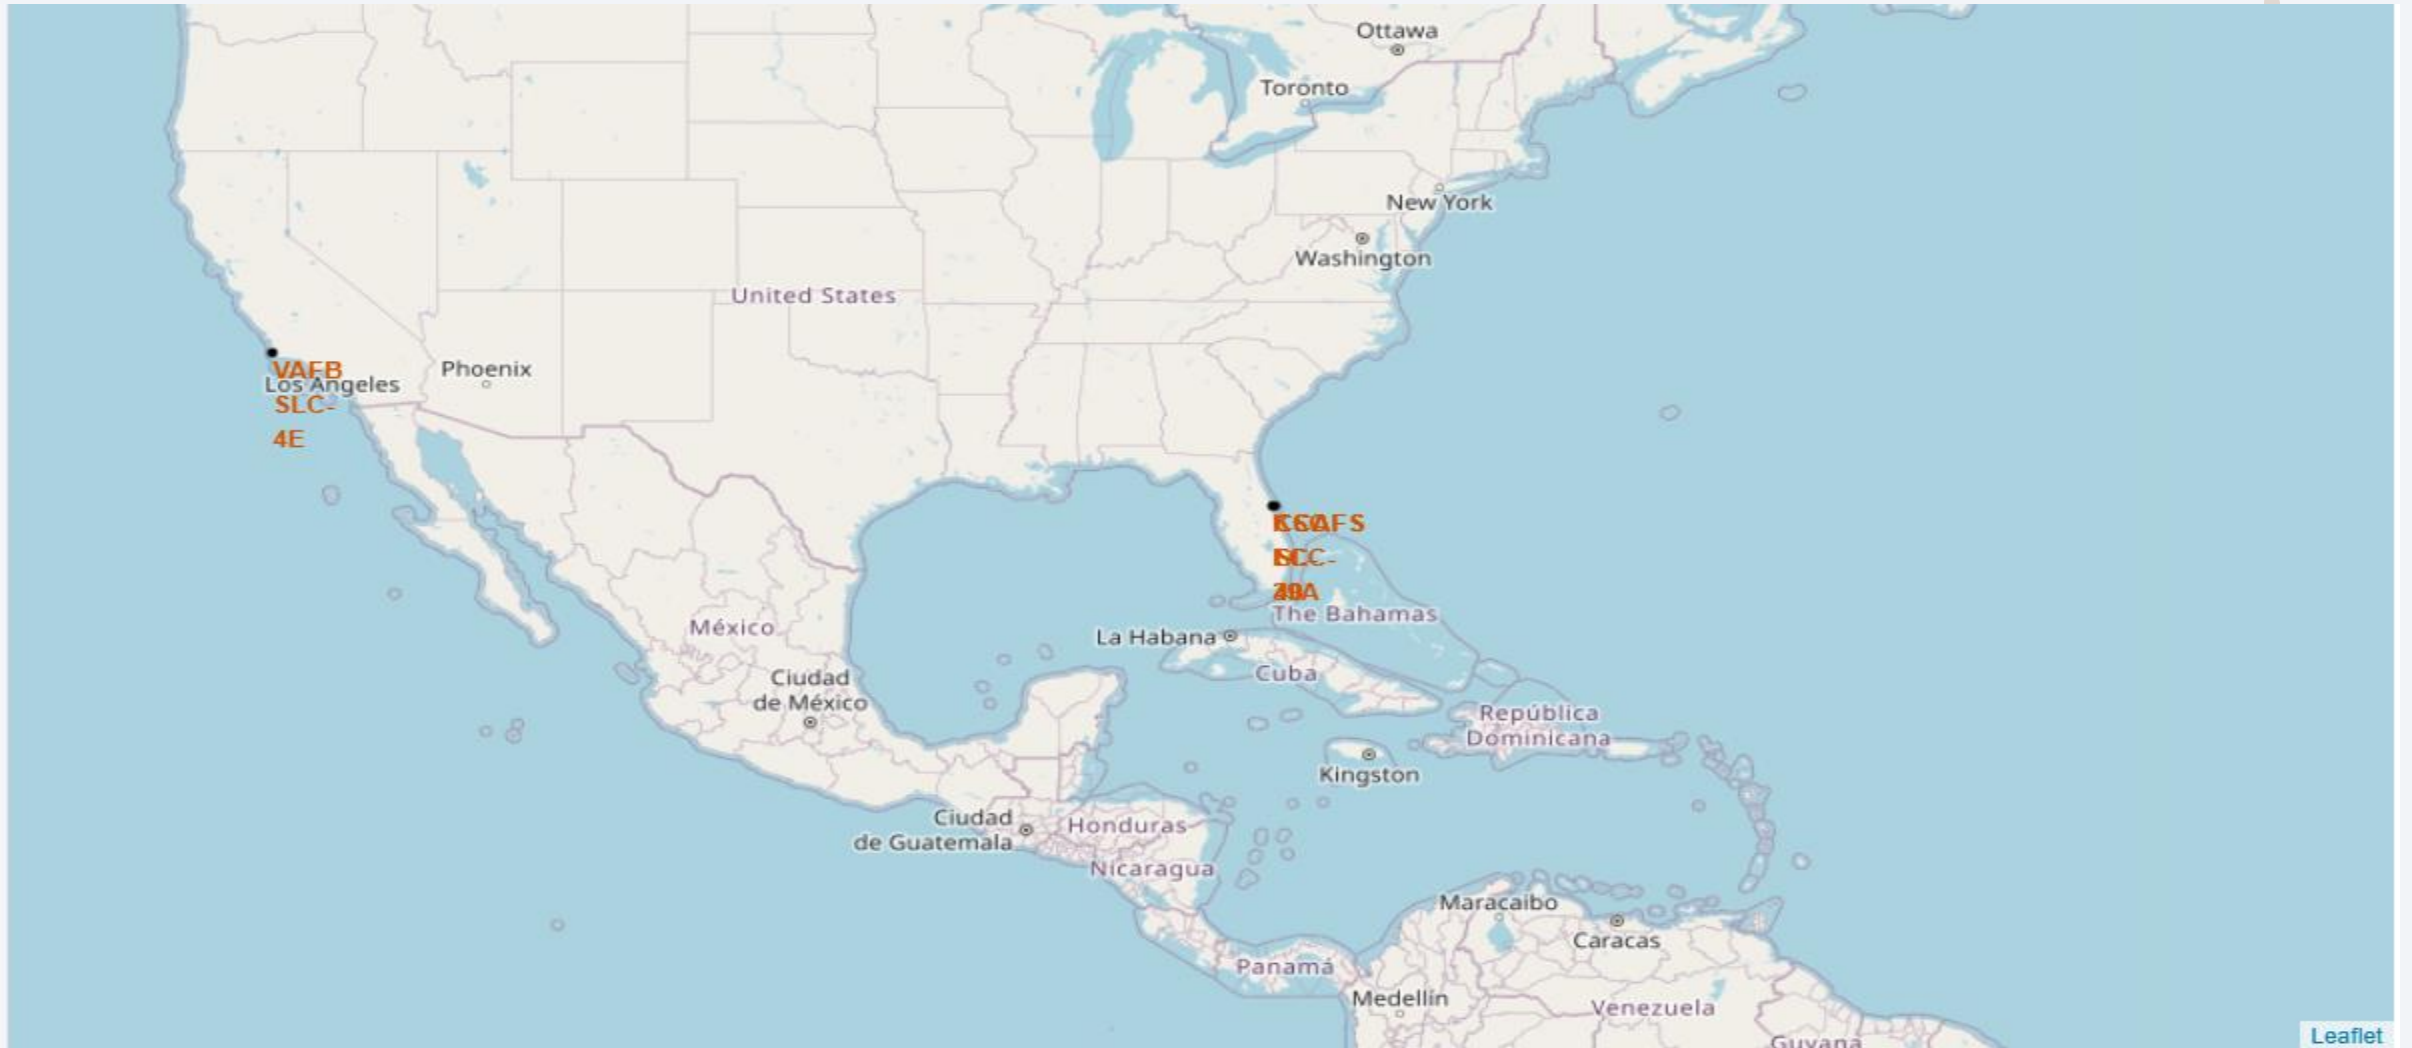 Ottawa
Toronto
New York
Washington
United States
VAFB
SLC-
4E
Los Angeles
Phoenix
The Bahamas
La Habana
Cuba
México
Ciudad
de México
República
Dominicana
Kingston
Ciudad
de Guatemala
Honduras
Nicaragua
Maracaibo
Caracas
Panamá
Medellín
Venezuela
Guyana
Leaflet